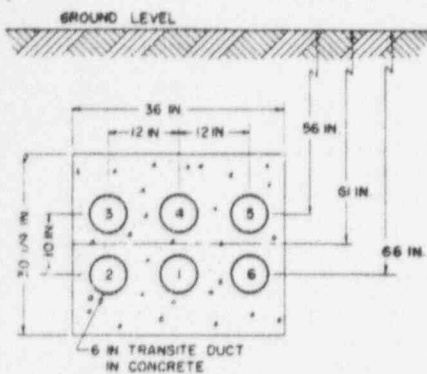 GROUND LEVEL
36 IN.
12 IN
12 IN
56 IN.
61 IN.
66 IN.
3
4
5
10 IN
2
1
6
6 IN TRANSITE DUCT
IN CONCRETE